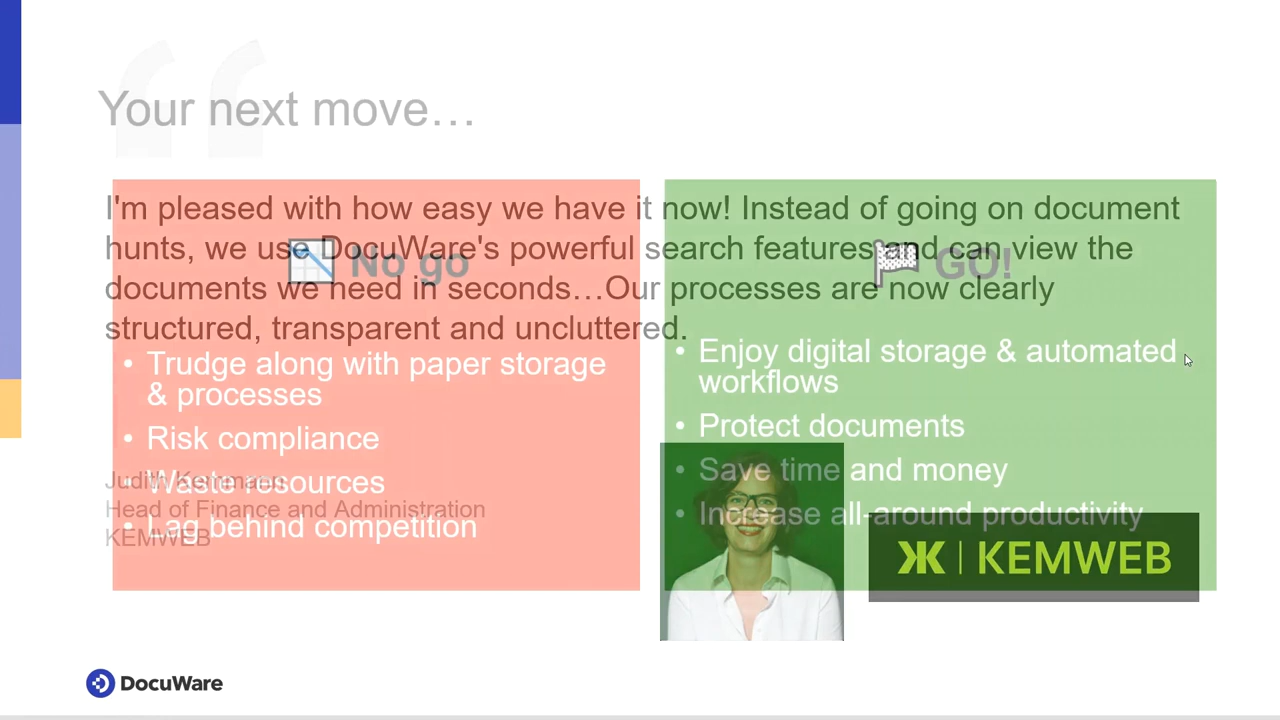 “
Your next move…
I'm pleased with how easy we have it now! Instead of going on document
hunts, we use DocuWare's powerful search features and can view the
documents we need in seconds…Our processes are now clearly
structured, transparent and uncluttered.
No go
• Trudge along with paper storage
& processes
• Risk compliance
• Waste resources
• Lag behind competition
GO!
• Enjoy digital storage & automated
workflows
• Protect documents
• Save time and money
• Increase all-around productivity
Judith
Head of Finance and Administration
KEMWEB
KEMWEB
DocuWare